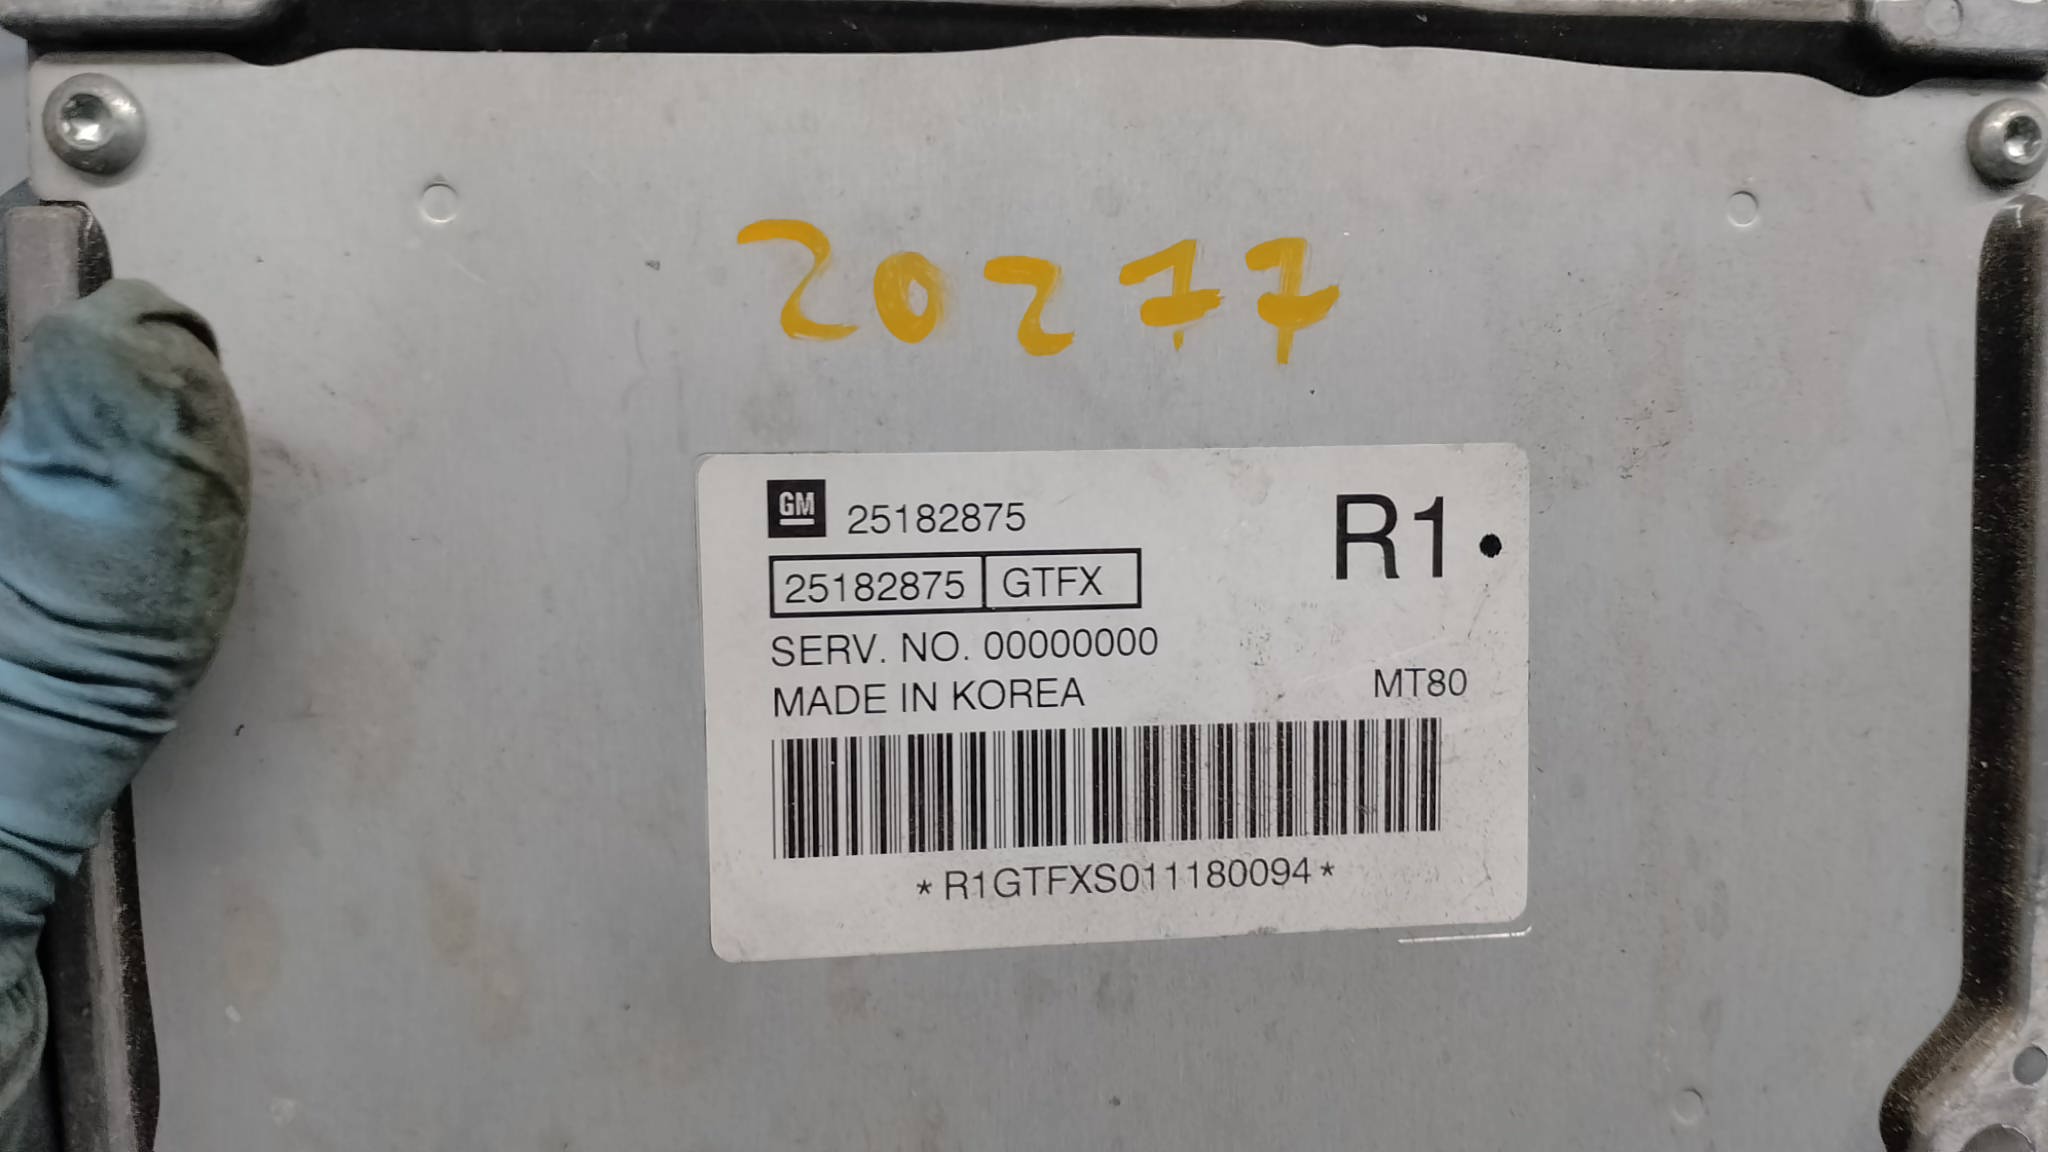 20277
GM 25182875 R1
25182875 GTFX
SERV. NO. 00000000
MADE IN KOREA MT80
* R1GTFXS011180094 *